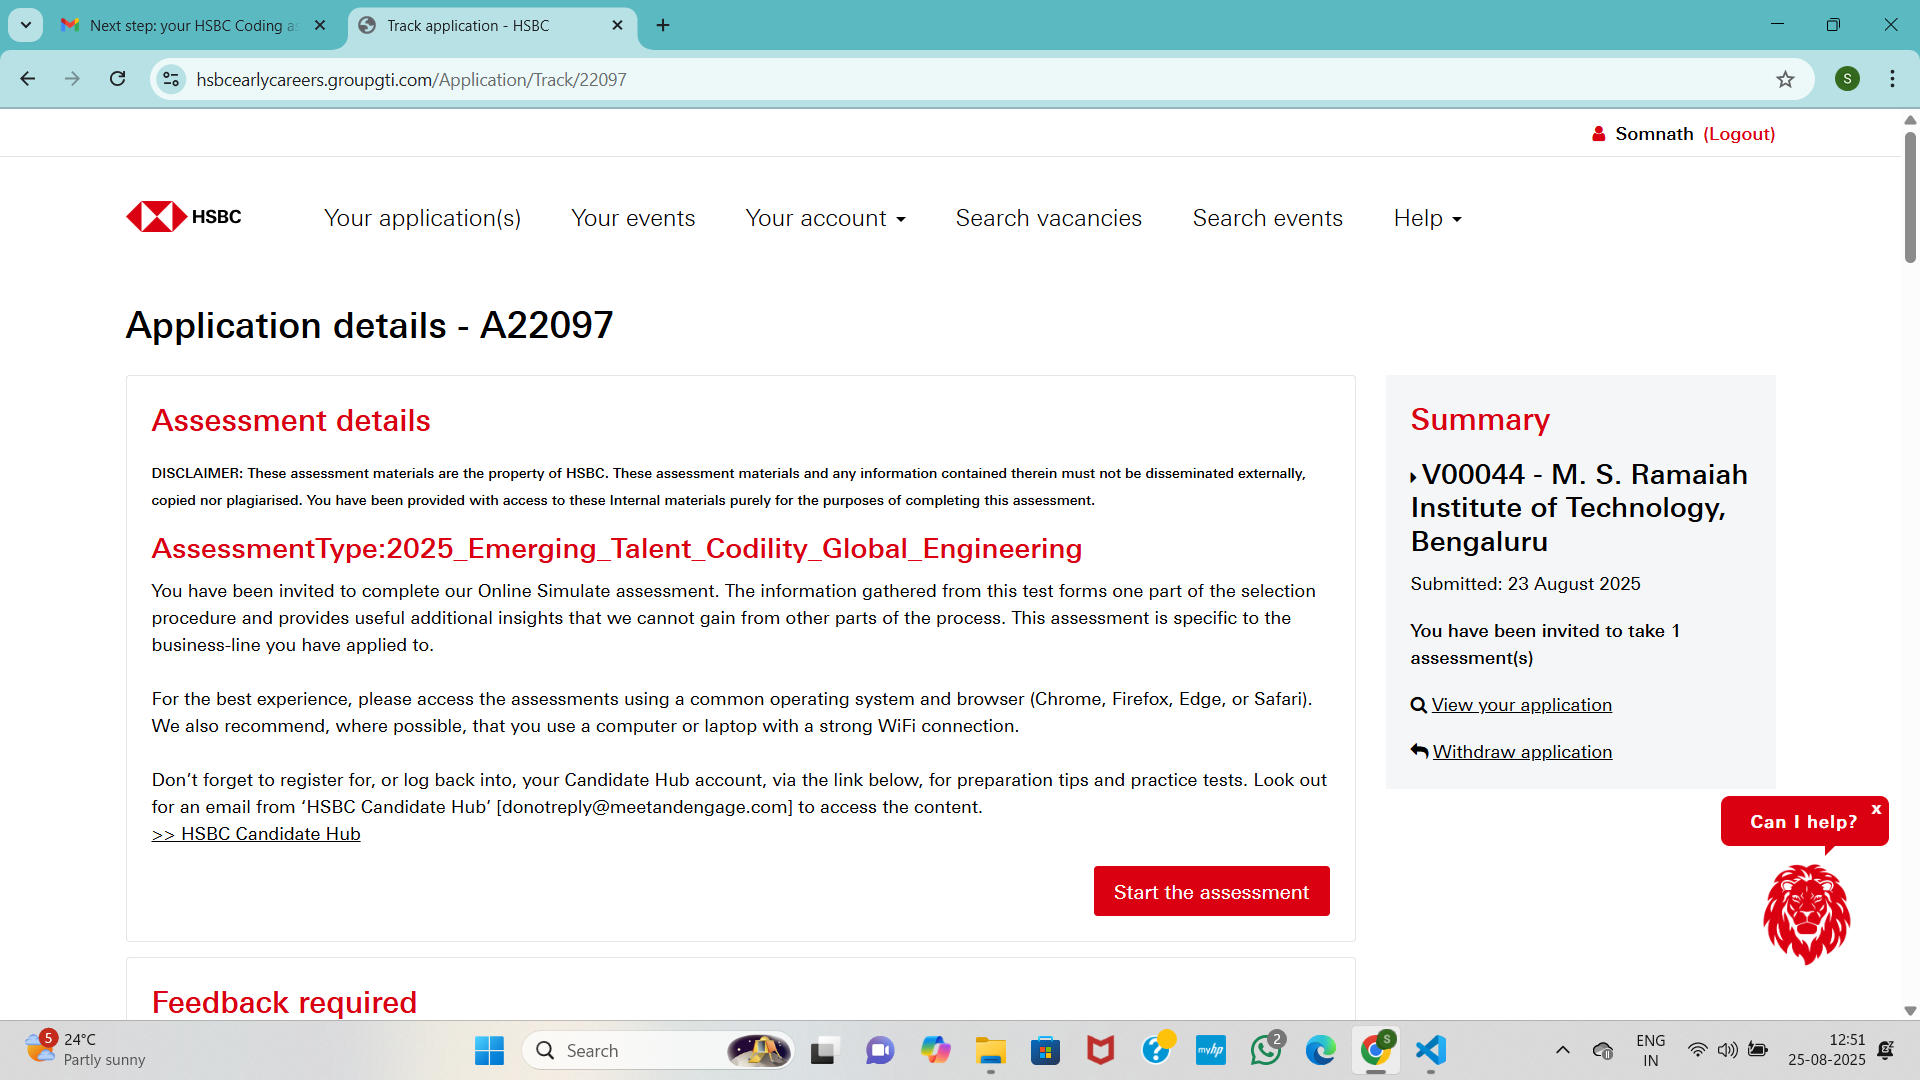 Next step: your HSBC Coding as
Track application - HSBC
hsbcearlycareers.groupgti.com/Application/Track/22097
S
Somnath (Logout)
HSBC
Your application(s)
Your events
Your account
Search vacancies
Search events
Help
Application details - A22097
Assessment details
DISCLAIMER: These assessment materials are the property of HSBC. These assessment materials and any information contained therein must not be disseminated externally,
copied nor plagiarised. You have been provided with access to these Internal materials purely for the purposes of completing this assessment.
AssessmentType:2025_Emerging_Talent_Codility_Global_Engineering
You have been invited to complete our Online Simulate assessment. The information gathered from this test forms one part of the selection
procedure and provides useful additional insights that we cannot gain from other parts of the process. This assessment is specific to the
business-line you have applied to.
For the best experience, please access the assessments using a common operating system and browser (Chrome, Firefox, Edge, or Safari).
We also recommend, where possible, that you use a computer or laptop with a strong WiFi connection.
Don’t forget to register for, or log back into, your Candidate Hub account, via the link below, for preparation tips and practice tests. Look out
for an email from ‘HSBC Candidate Hub’ [donotreply@meetandengage.com] to access the content.
>> HSBC Candidate Hub
Start the assessment
Feedback required
Summary
V00044 - M. S. Ramaiah
Institute of Technology,
Bengaluru
Submitted: 23 August 2025
You have been invited to take 1
assessment(s)
View your application
Withdraw application
Can I help?
x
5
24°C
Partly sunny
Search
myhp
2
S
ENG
IN
12:51
25-08-2025